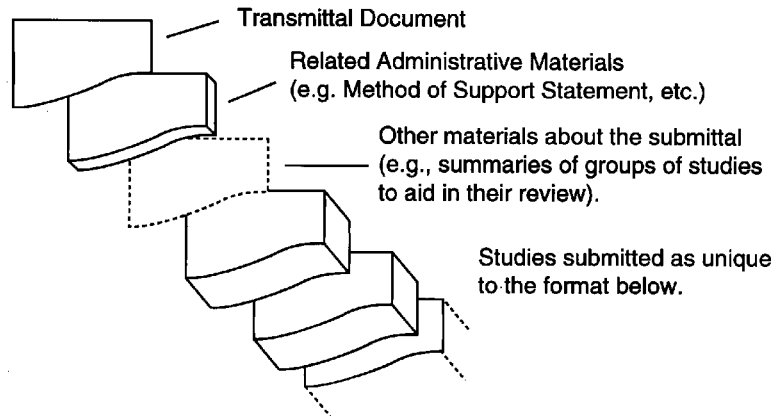 Transmittal Document
Related Administrative Materials
(e.g. Method of Support Statement, etc.)
Other materials about the submittal
(e.g., summaries of groups of studies
to aid in their review).
Studies submitted as unique
to the format below.